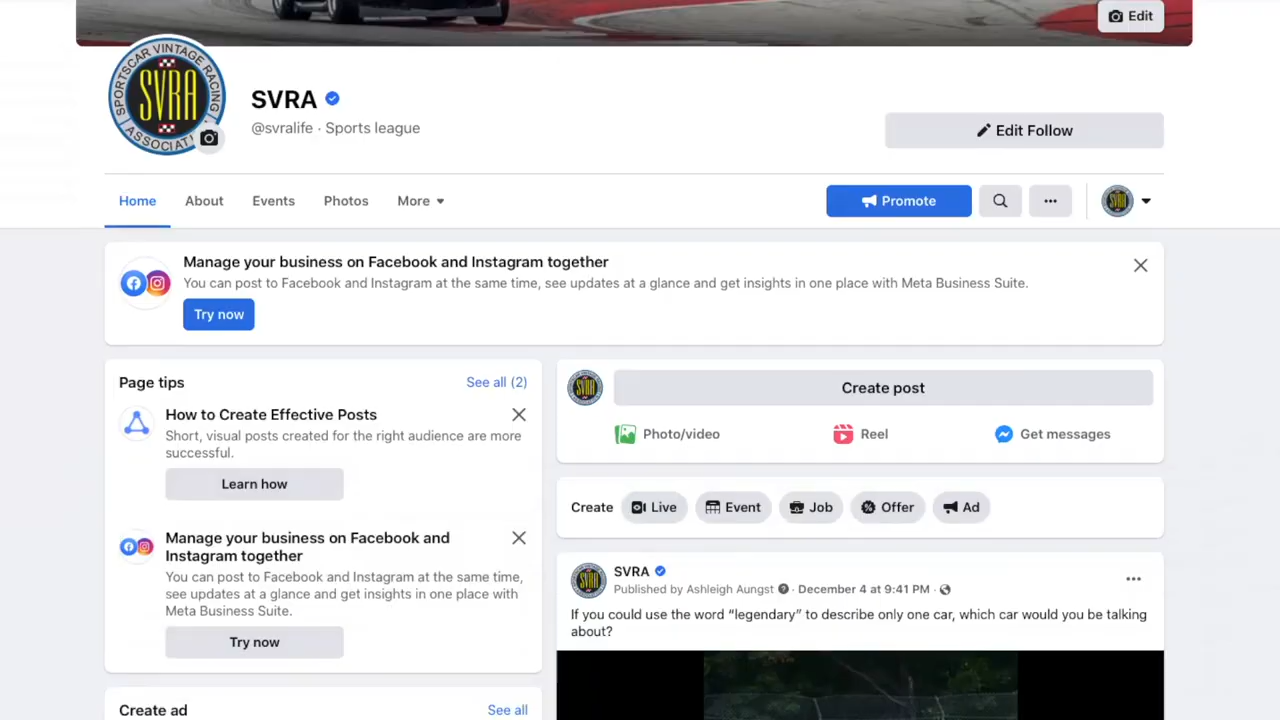 Edit
SPORTSCAR VINTAGE RACING
SVRA
ASSOCIATI
SVRA
@svralife · Sports league
Edit Follow
Home
About
Events
Photos
More
Promote
Manage your business on Facebook and Instagram together
You can post to Facebook and Instagram at the same time, see updates at a glance and get insights in one place with Meta Business Suite.
Try now
Page tips
See all (2)
How to Create Effective Posts
Short, visual posts created for the right audience are more
successful.
Learn how
Manage your business on Facebook and
Instagram together
You can post to Facebook and Instagram at the same time,
see updates at a glance and get insights in one place with
Meta Business Suite.
Try now
Create ad
See all
Create post
Photo/video
Reel
Get messages
Create
Live
Event
Job
Offer
Ad
SVRA
Published by Ashleigh Aungst · December 4 at 9:41 PM ·
If you could use the word “legendary” to describe only one car, which car would you be talking
about?